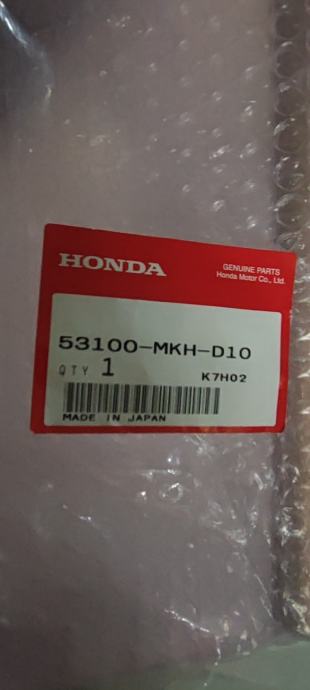 HONDA
GENUINE PARTS
Honda Motor Co., Ltd.
53100-MKH-D10
QTY 1
K7H02
MADE IN JAPAN